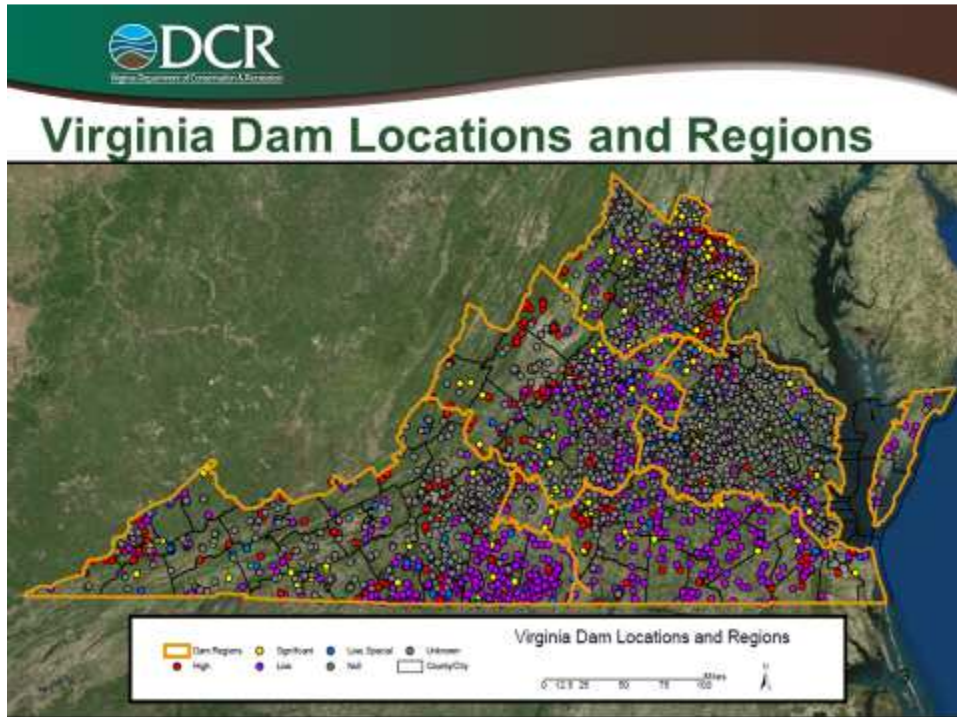 DCR
Virginia Department of Conservation & Recreation
Virginia Dam Locations and Regions
Virginia Dam Locations and Regions
Dam Regions Significant Low, Special Unknown
High Low Null County/City
Miles
0 12.5 25 50 75 100
N